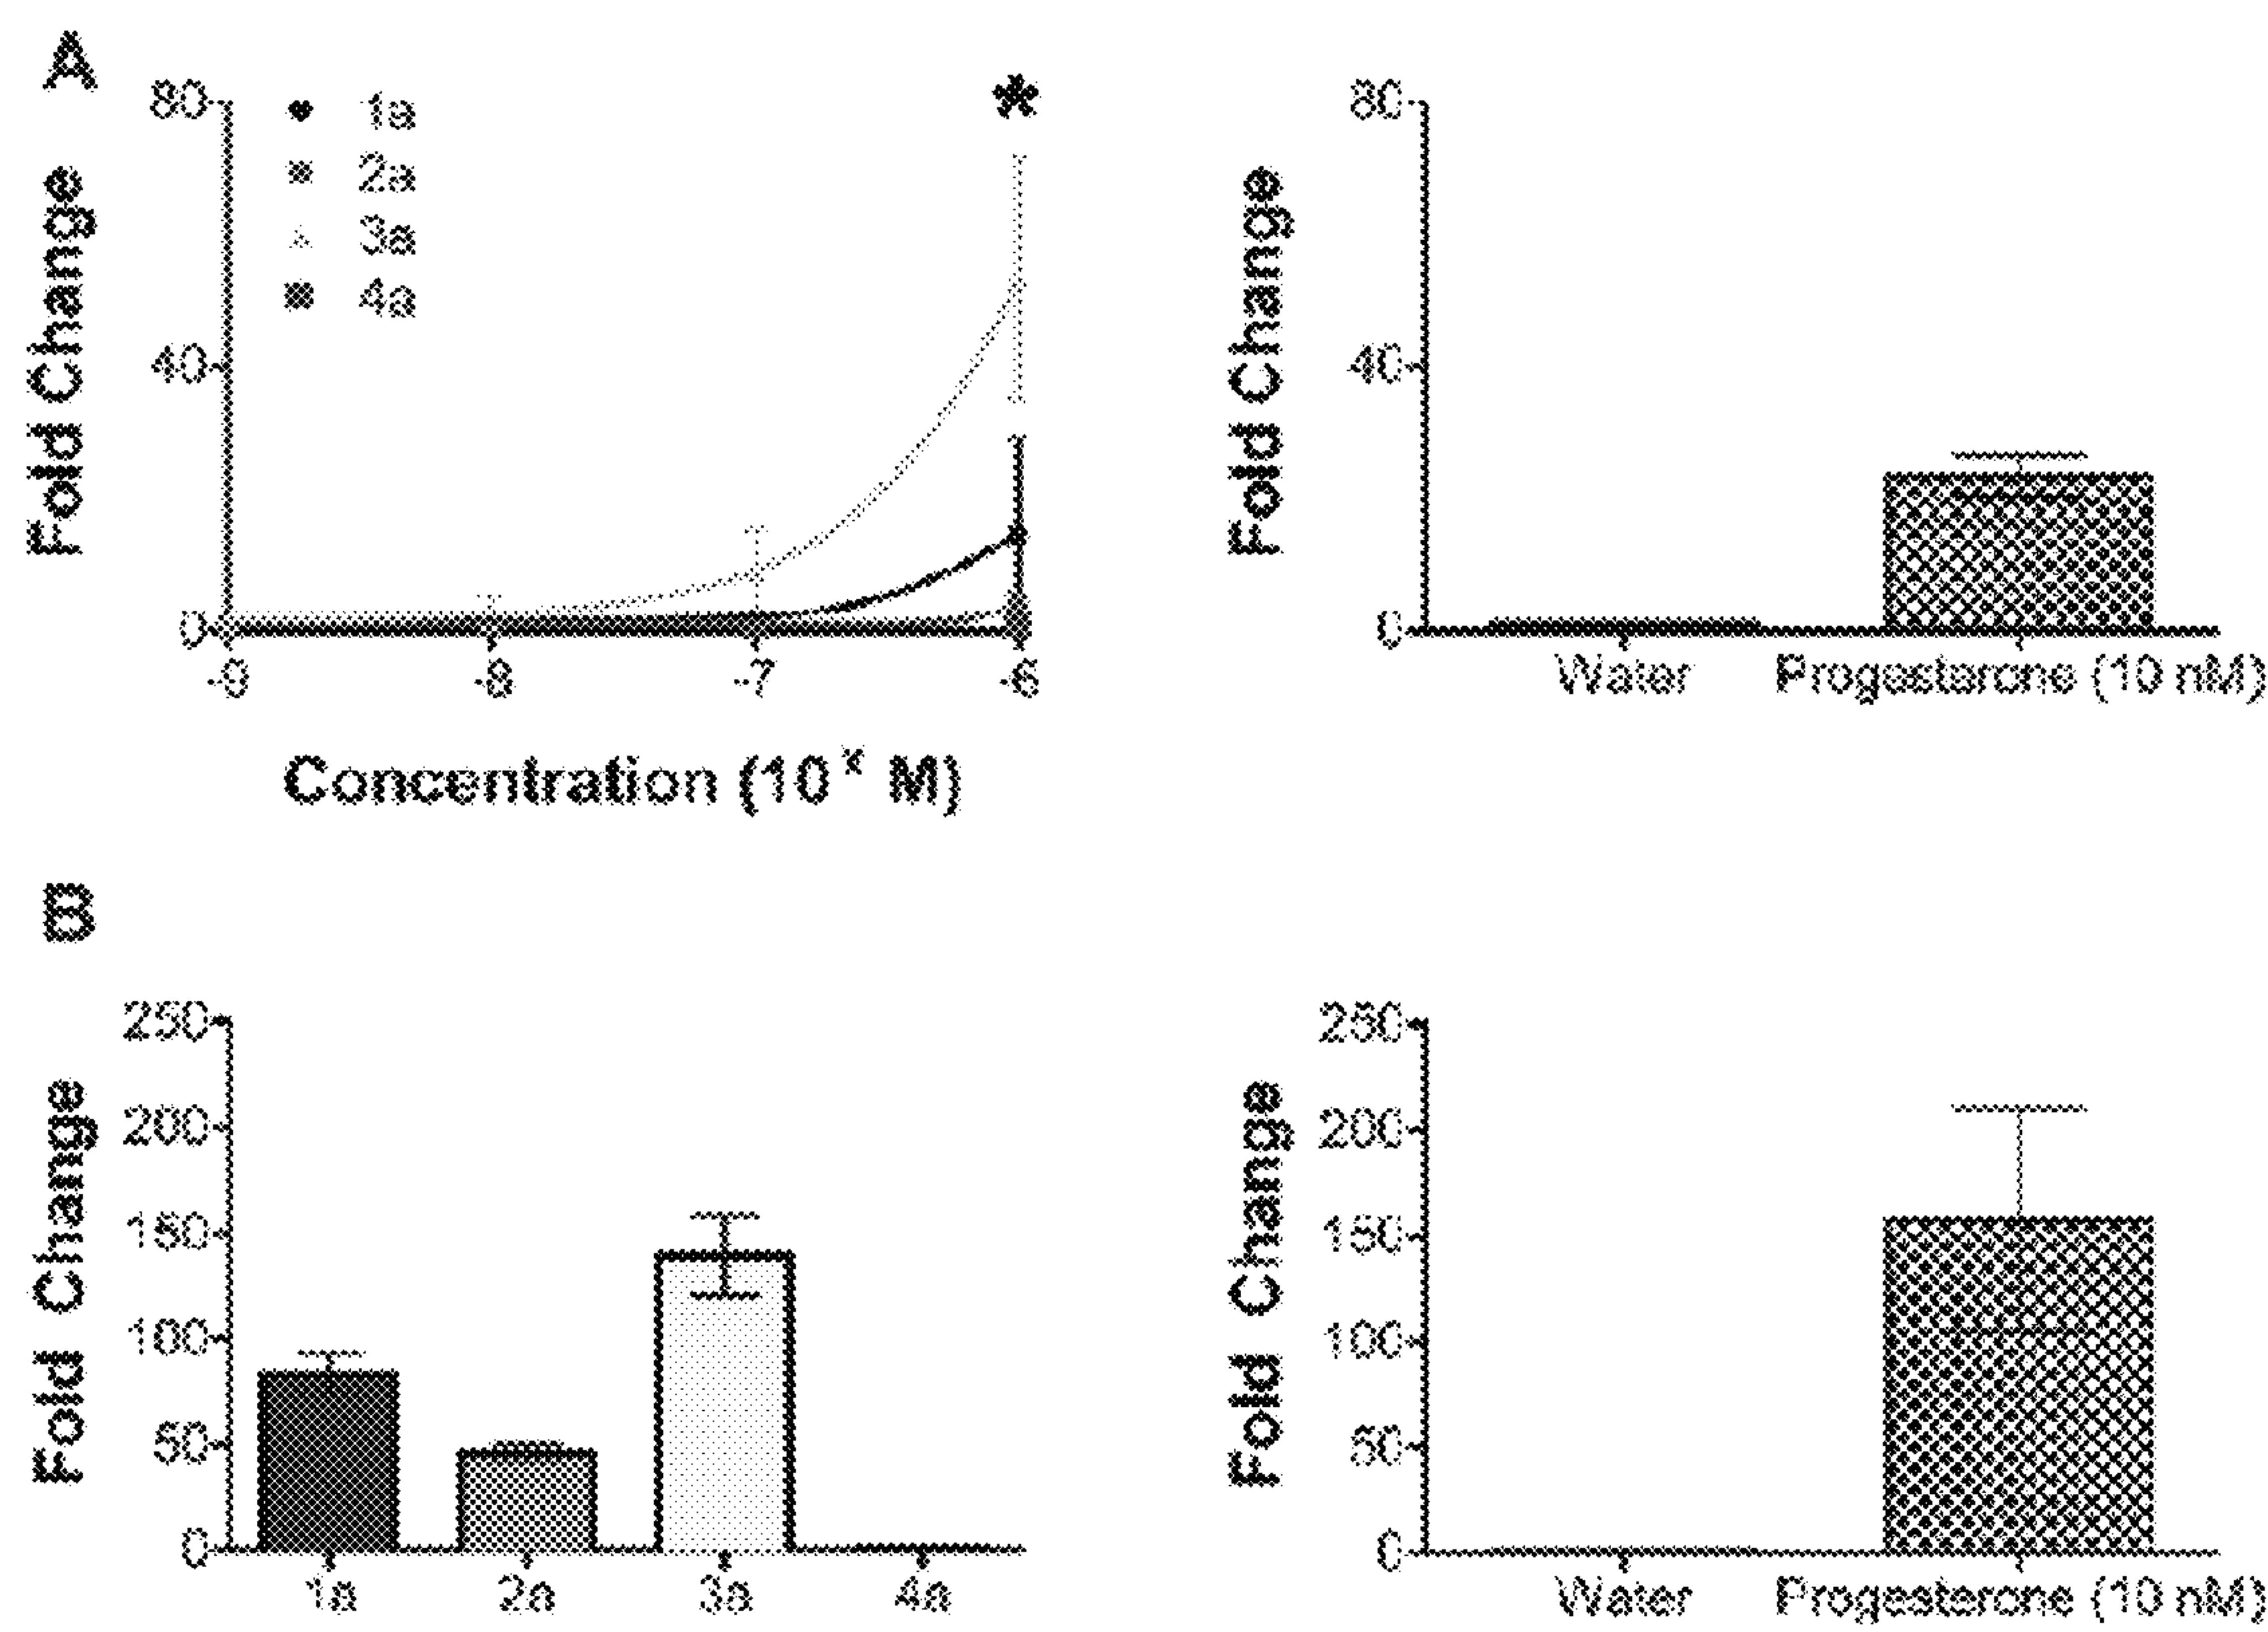 A
80
40
0
Fold Change
1a
2a
3a
4a
*
-9
-8
-7
-6
Concentration (10ˣ M)
80
40
0
Fold Change
Water
Progesterone (10 nM)
B
250
200
150
100
50
0
Fold Change
1a
2a
3a
4a
250
200
150
100
50
0
Fold Change
Water
Progesterone (10 nM)